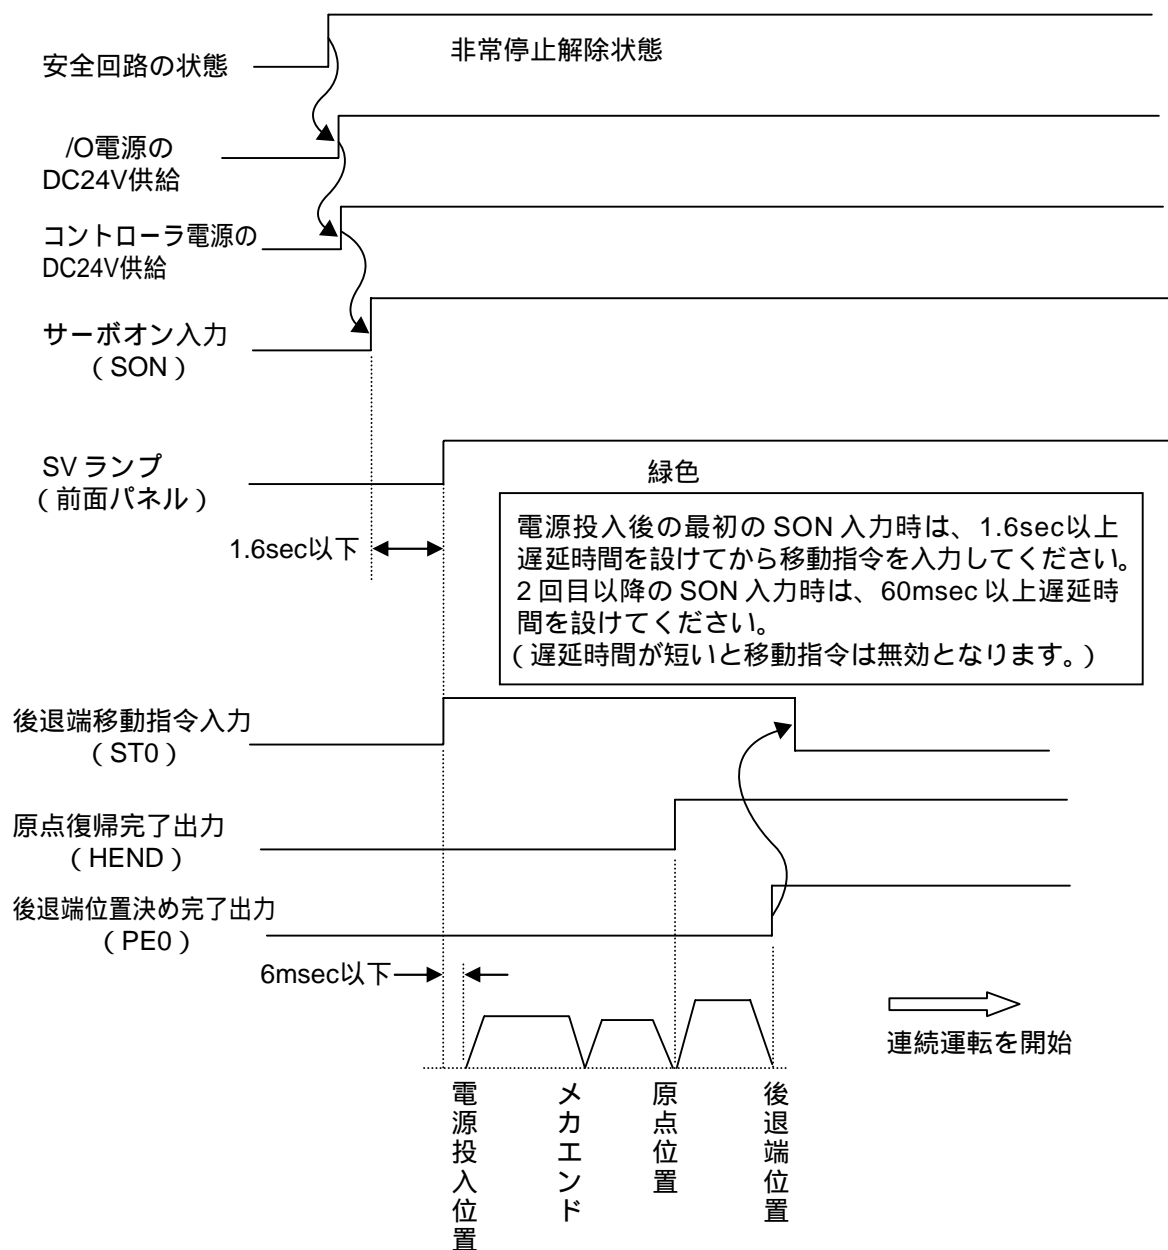 非常停止解除状態
安全回路の状態
/O電源の
DC24V供給
コントローラ電源の
DC24V供給
サーボオン入力
（SON）
SV ランプ
（前面パネル）
緑色
1.6sec以下
電源投入後の最初の SON 入力時は、1.6sec以上
遅延時間を設けてから移動指令を入力してください。
2 回目以降の SON 入力時は、60msec 以上遅延時
間を設けてください。
（遅延時間が短いと移動指令は無効となります。）
後退端移動指令入力
（ST0）
原点復帰完了出力
（HEND）
後退端位置決め完了出力
（PE0）
6msec以下
連続運転を開始
電源投入位置
メカエンド
原点位置
後退端位置